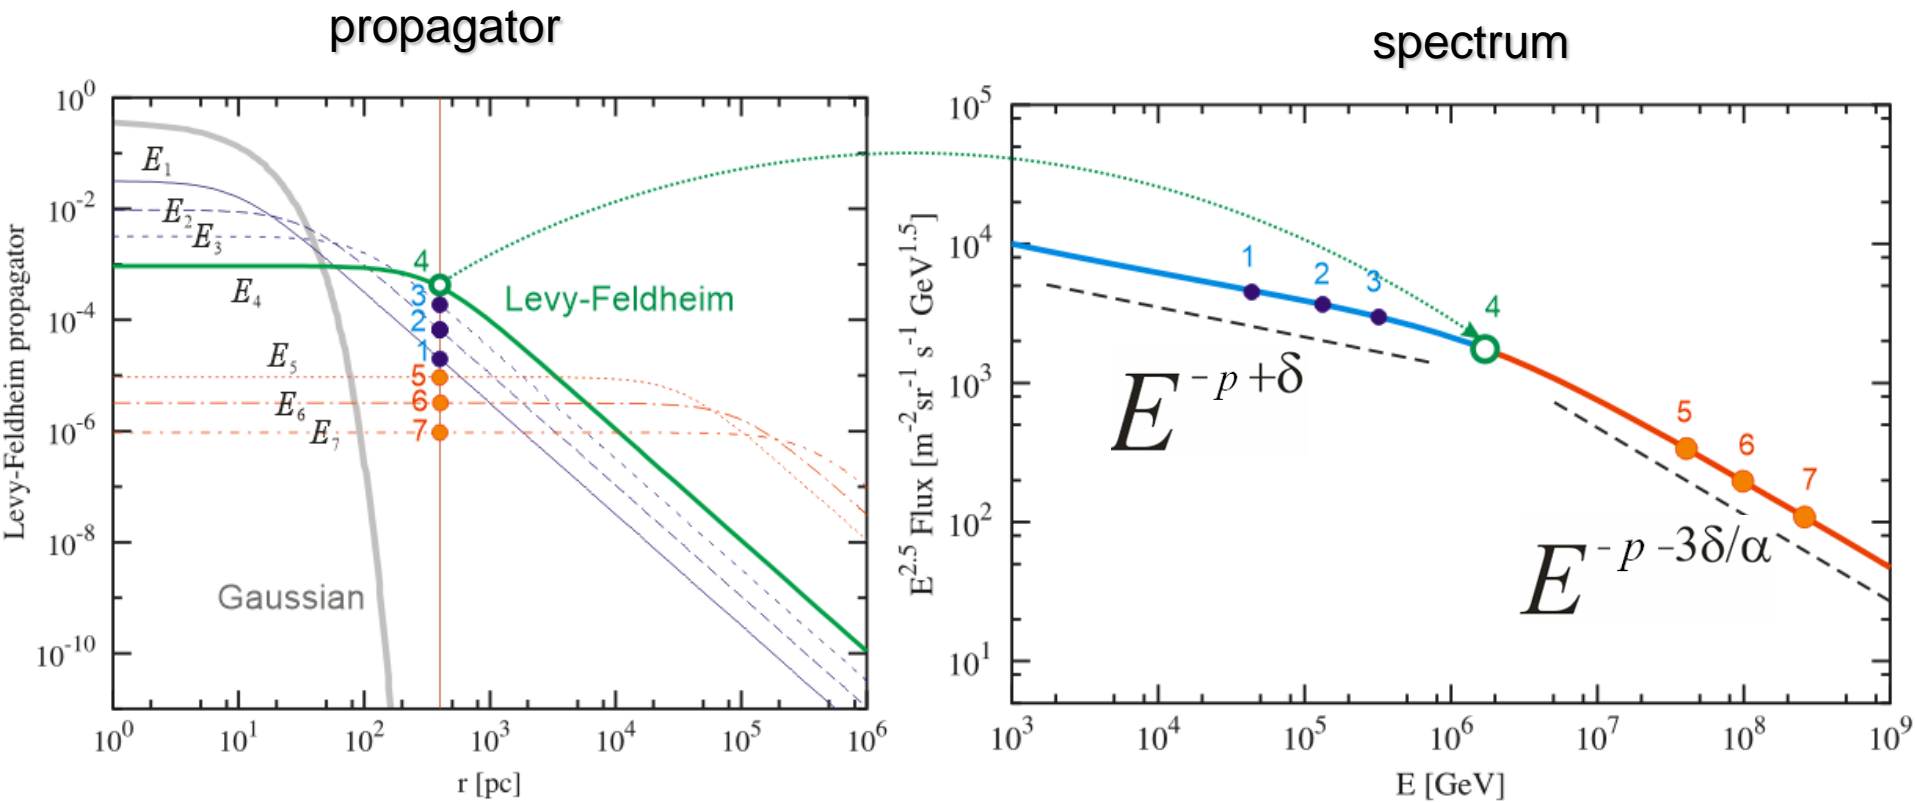 propagator
spectrum
Levy-Feldheim propagator
10^0
10^-2
10^-4
10^-6
10^-8
10^-10
E_1
E_2
E_3
E_4
E_5
E_6
E_7
4
3
2
1
5
6
7
Levy-Feldheim
Gaussian
10^0 10^1 10^2 10^3 10^4 10^5 10^6
r [pc]
E^2.5 Flux [m^-2 sr^-1 s^-1 GeV^1.5]
10^5
10^4
10^3
10^2
10^1
1
2
3
4
5
6
7
E^-p+δ
E^-p-3δ/α
10^3 10^4 10^5 10^6 10^7 10^8 10^9
E [GeV]